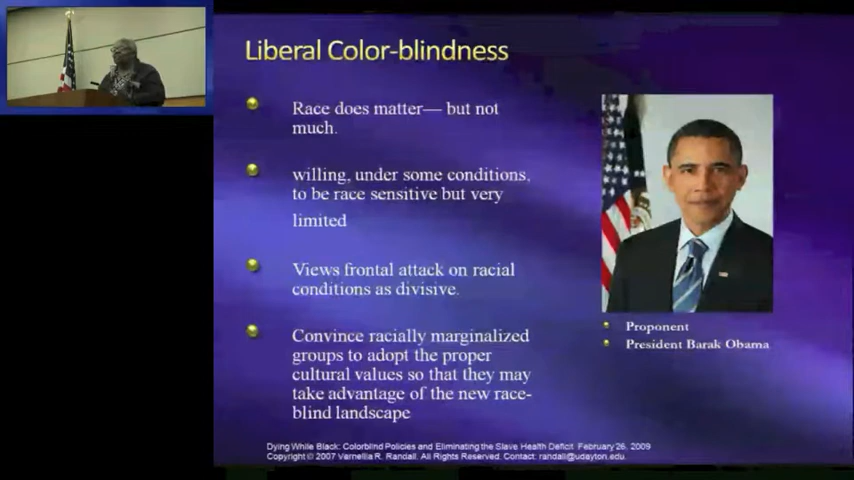 Liberal Color-blindness
Race does matter— but not
much.
willing, under some conditions,
to be race sensitive but very
limited
Views frontal attack on racial
conditions as divisive.
Convince racially marginalized
groups to adopt the proper
cultural values so that they may
take advantage of the new race-
blind landscape
Proponent
President Barak Obama
Dying While Black: Colorblind Policies and Eliminating the Slave Health Deficit February 26, 2009
Copyright © 2007 Vernellia R. Randall. All Rights Reserved. Contact: randall@udayton.edu.